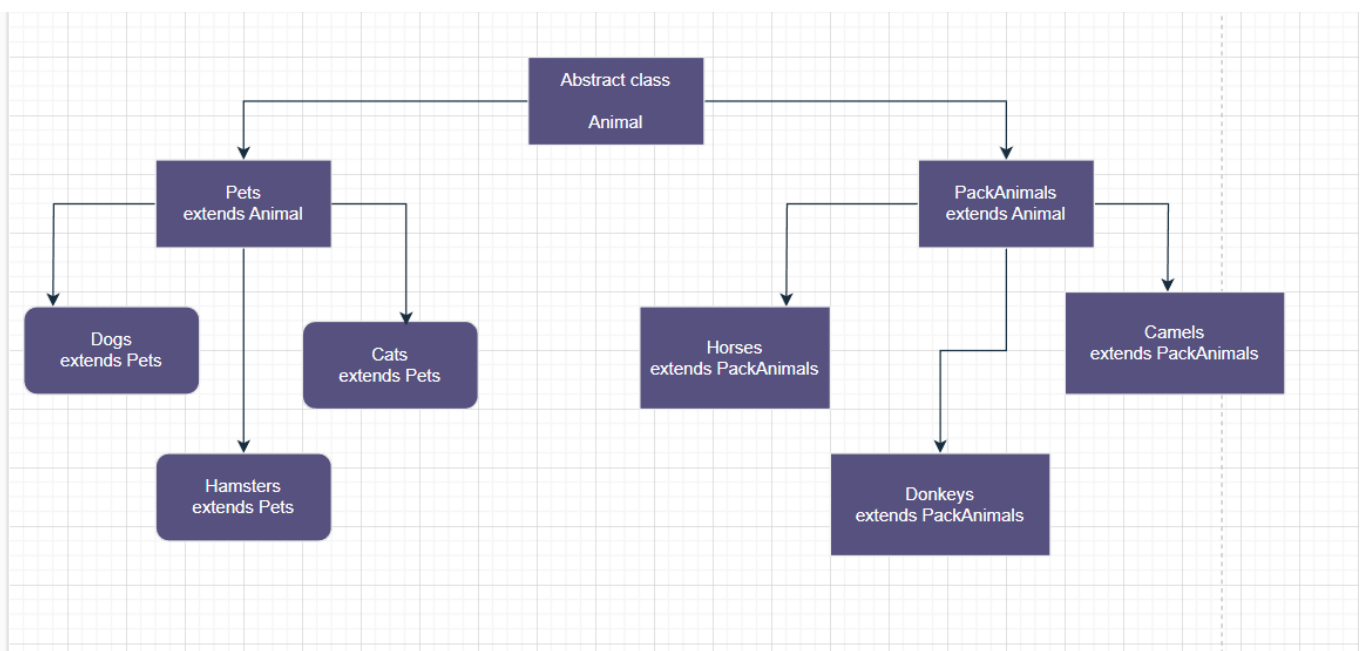 Abstract class
Animal
Pets
extends Animal
PackAnimals
extends Animal
Dogs
extends Pets
Cats
extends Pets
Horses
extends PackAnimals
Camels
extends PackAnimals
Hamsters
extends Pets
Donkeys
extends PackAnimals